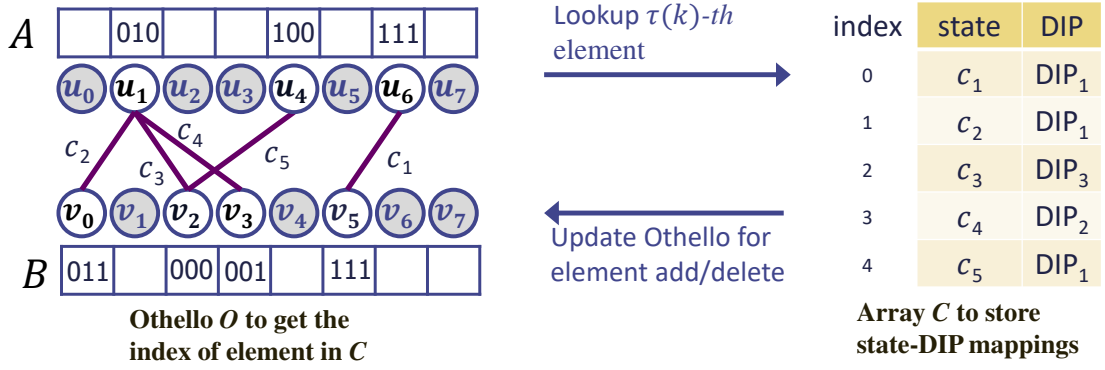 A 010 100 111
u₀ u₁ u₂ u₃ u₄ u₅ u₆ u₇
c₂ c₃ c₄ c₅ c₁
v₀ v₁ v₂ v₃ v₄ v₅ v₆ v₇
B 011 000 001 111
Othello O to get the
index of element in C
Lookup τ(k)-th
element
Update Othello for
element add/delete
index state DIP
0 c₁ DIP₁
1 c₂ DIP₁
2 c₃ DIP₃
3 c₄ DIP₂
4 c₅ DIP₁
Array C to store
state-DIP mappings